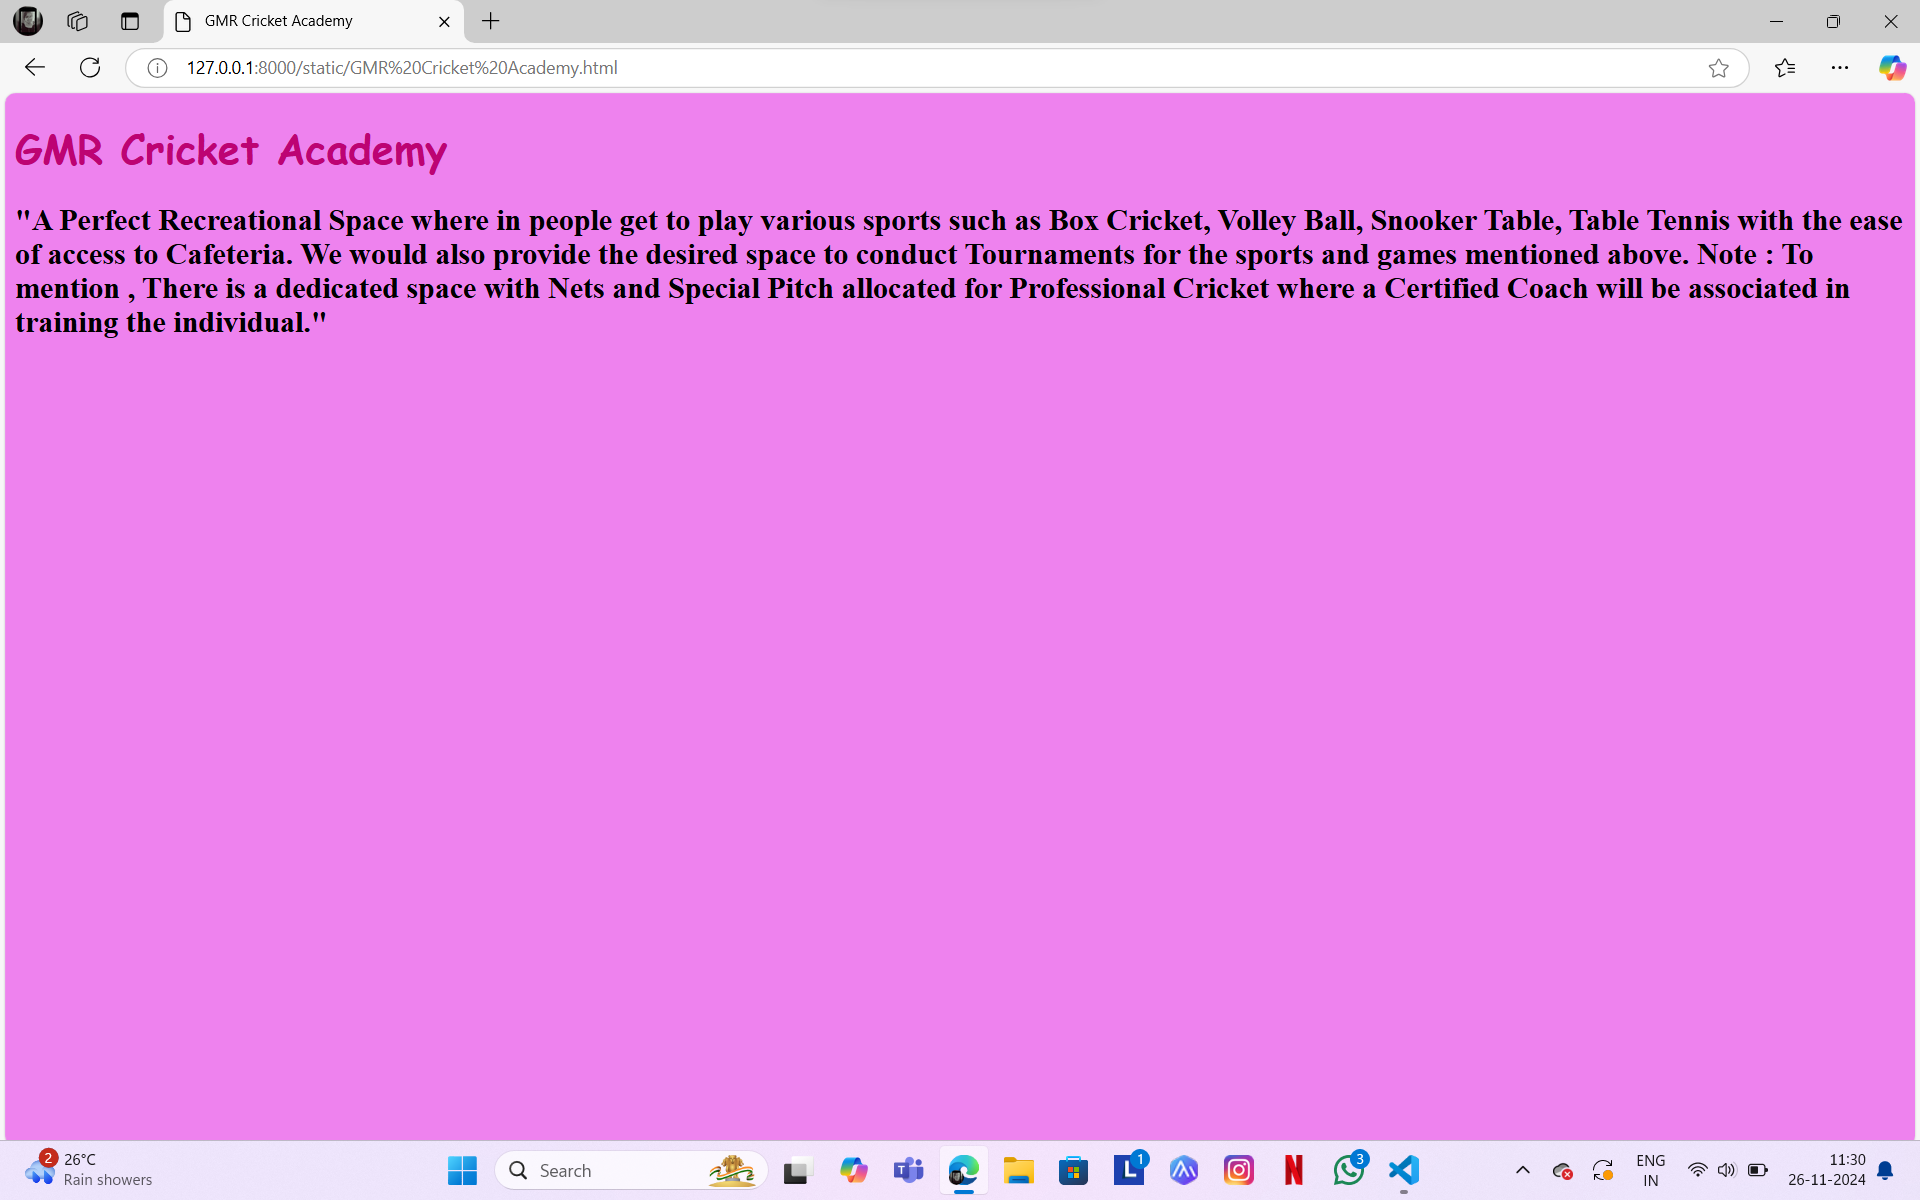 GMR Cricket Academy
127.0.0.1:8000/static/GMR%20Cricket%20Academy.html
GMR Cricket Academy
"A Perfect Recreational Space where in people get to play various sports such as Box Cricket, Volley Ball, Snooker Table, Table Tennis with the ease
of access to Cafeteria. We would also provide the desired space to conduct Tournaments for the sports and games mentioned above. Note : To
mention , There is a dedicated space with Nets and Special Pitch allocated for Professional Cricket where a Certified Coach will be associated in
training the individual."
2
26°C
Rain showers
Search
T
L
1
N
3
ENG
IN
11:30
26-11-2024